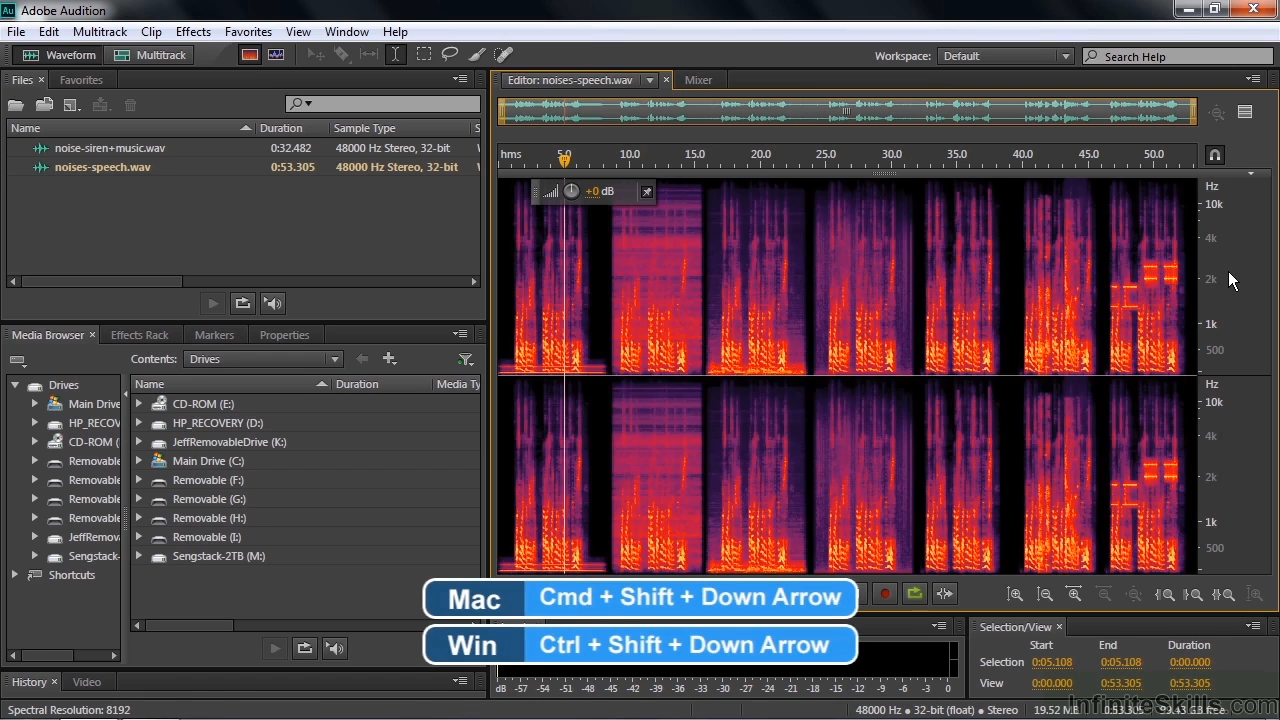 Au Adobe Audition
File Edit Multitrack Clip Effects Favorites View Window Help
Waveform Multitrack Workspace: Default Search Help
Files × Favorites
Name Duration Sample Type S
noise-siren+music.wav 0:32.482 48000 Hz Stereo, 32-bit
noises-speech.wav 0:53.305 48000 Hz Stereo, 32-bit
Editor: noises-speech.wav × Mixer
hms 5.0 10.0 15.0 20.0 25.0 30.0 35.0 40.0 45.0 50.0
+0 dB
Hz
10k
4k
2k
1k
500
Hz
10k
4k
2k
1k
500
Media Browser × Effects Rack Markers Properties
Contents: Drives
Drives
Main Drive
HP_RECOV
CD-ROM (
Removable
Removable
Removable
Removable
JeffRemova
Sengstack-
Shortcuts
Name Duration Media Ty
CD-ROM (E:)
HP_RECOVERY (D:)
JeffRemovableDrive (K:)
Main Drive (C:)
Removable (F:)
Removable (G:)
Removable (H:)
Removable (I:)
Sengstack-2TB (M:)
Mac Cmd + Shift + Down Arrow
Win Ctrl + Shift + Down Arrow
dB -57 -54 -51 -48 -45 -42 -39 -36 -33 -30 -27 -24 -21 -18 -15 -12 -9 -6 -3 0
Selection/View ×
Start End Duration
Selection 0:05.108 0:05.108 0:00.000
View 0:00.000 0:53.305 0:53.305
History × Video
Spectral Resolution: 8192
48000 Hz • 32-bit (float) • Stereo 19.52 MB 0:53.305 GB free
InfiniteSkills.com